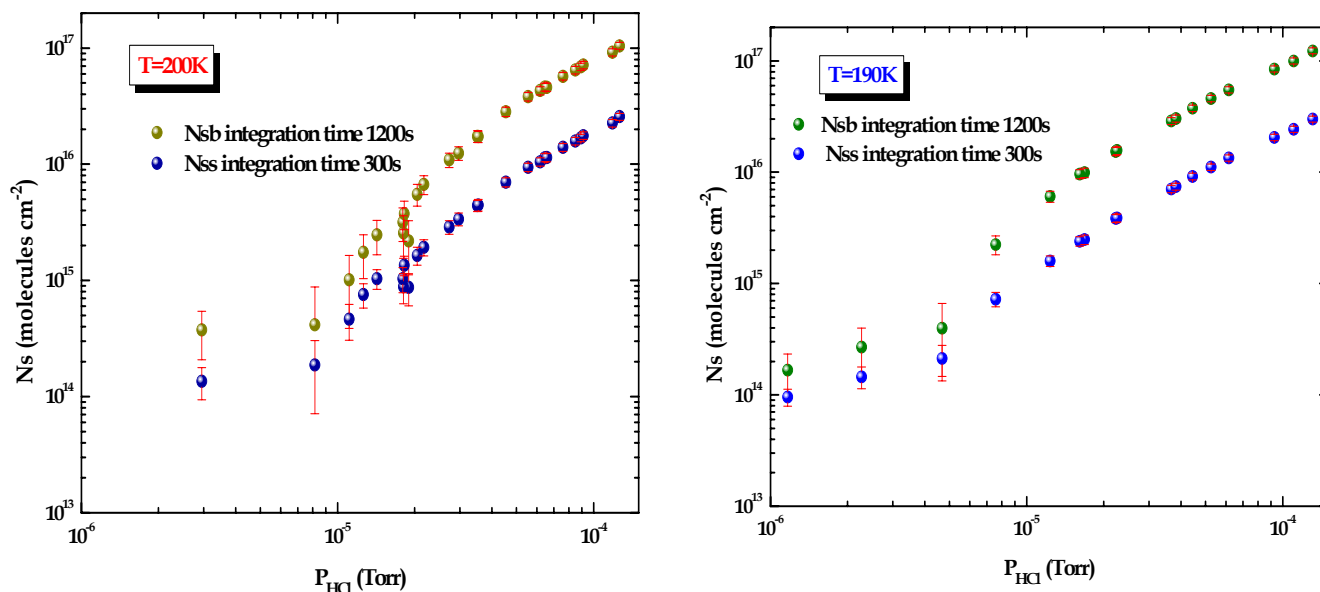 T=200K
Nsb integration time 1200s
Nss integration time 300s
Ns (molecules cm⁻²)
10¹⁷
10¹⁶
10¹⁵
10¹⁴
10¹³
10⁻⁶
10⁻⁵
10⁻⁴
P_HCl (Torr)
T=190K
Nsb integration time 1200s
Nss integration time 300s
Ns (molecules cm⁻²)
10¹⁷
10¹⁶
10¹⁵
10¹⁴
10¹³
10⁻⁶
10⁻⁵
10⁻⁴
P_HCl (Torr)